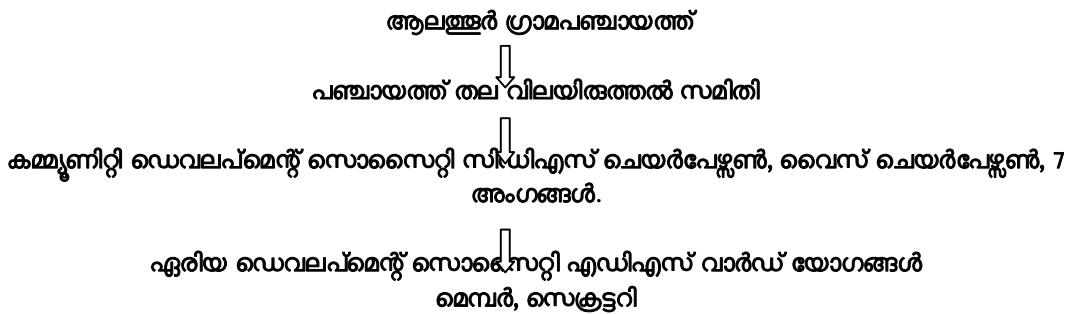 ആലത്തൂർ ഗ്രാമപഞ്ചായത്ത്
പഞ്ചായത്ത് തല വിലയിരുത്തൽ സമിതി
കമ്മ്യൂണിറ്റി ഡെവലപ്മെന്റ് സൊസൈറ്റി സിഡിഎസ് ചെയർപേഴ്സൺ, വൈസ് ചെയർപേഴ്സൺ, 7
അംഗങ്ങൾ.
ഏരിയ ഡെവലപ്മെന്റ് സൊസൈറ്റി എഡിഎസ് വാർഡ് യോഗങ്ങൾ
മെമ്പർ, സെക്രട്ടറി